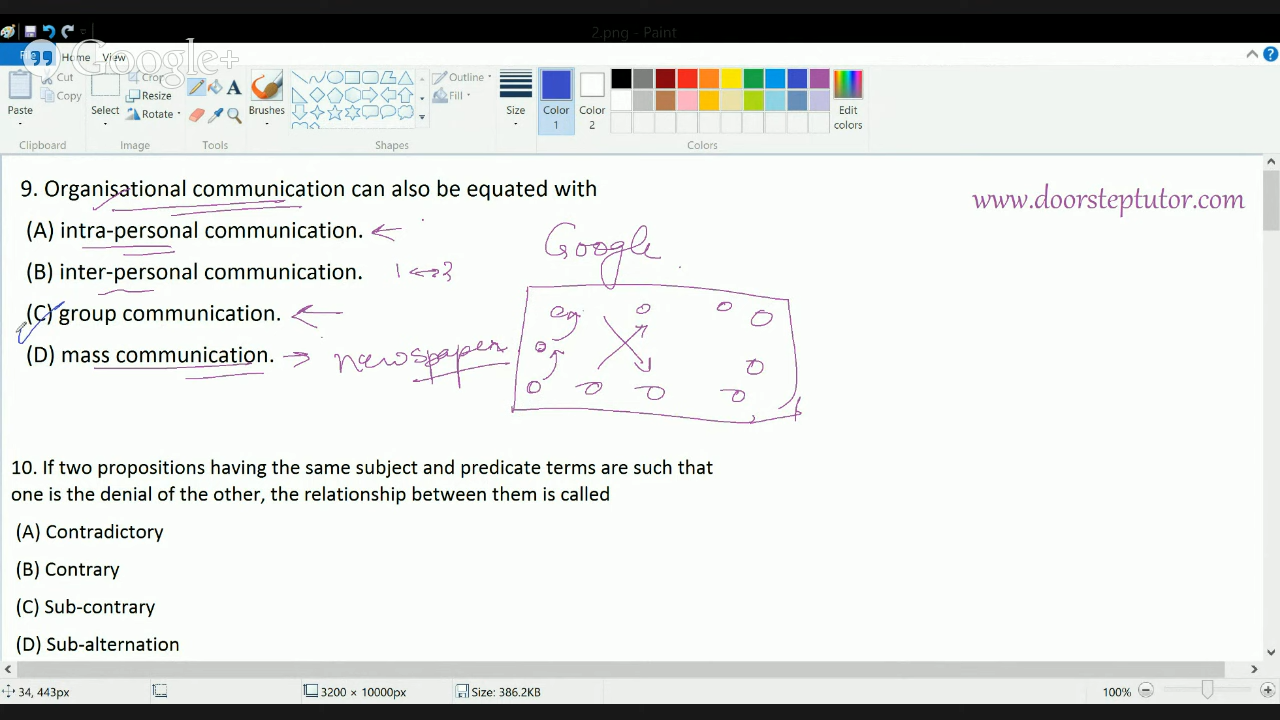 2.png - Paint
Google+
File Home View
Paste
Cut
Copy
Clipboard
Select
Crop
Resize
Rotate
Image
Tools
Brushes
Outline
Fill
Shapes
Size
Color 1
Color 2
Colors
Edit colors
9. Organisational communication can also be equated with
www.doorsteptutor.com
(A) intra-personal communication.
Google
(B) inter-personal communication.
(C) group communication.
(D) mass communication.
newspaper
10. If two propositions having the same subject and predicate terms are such that
one is the denial of the other, the relationship between them is called
(A) Contradictory
(B) Contrary
(C) Sub-contrary
(D) Sub-alternation
34, 443px
3200 × 10000px
Size: 386.2KB
100%